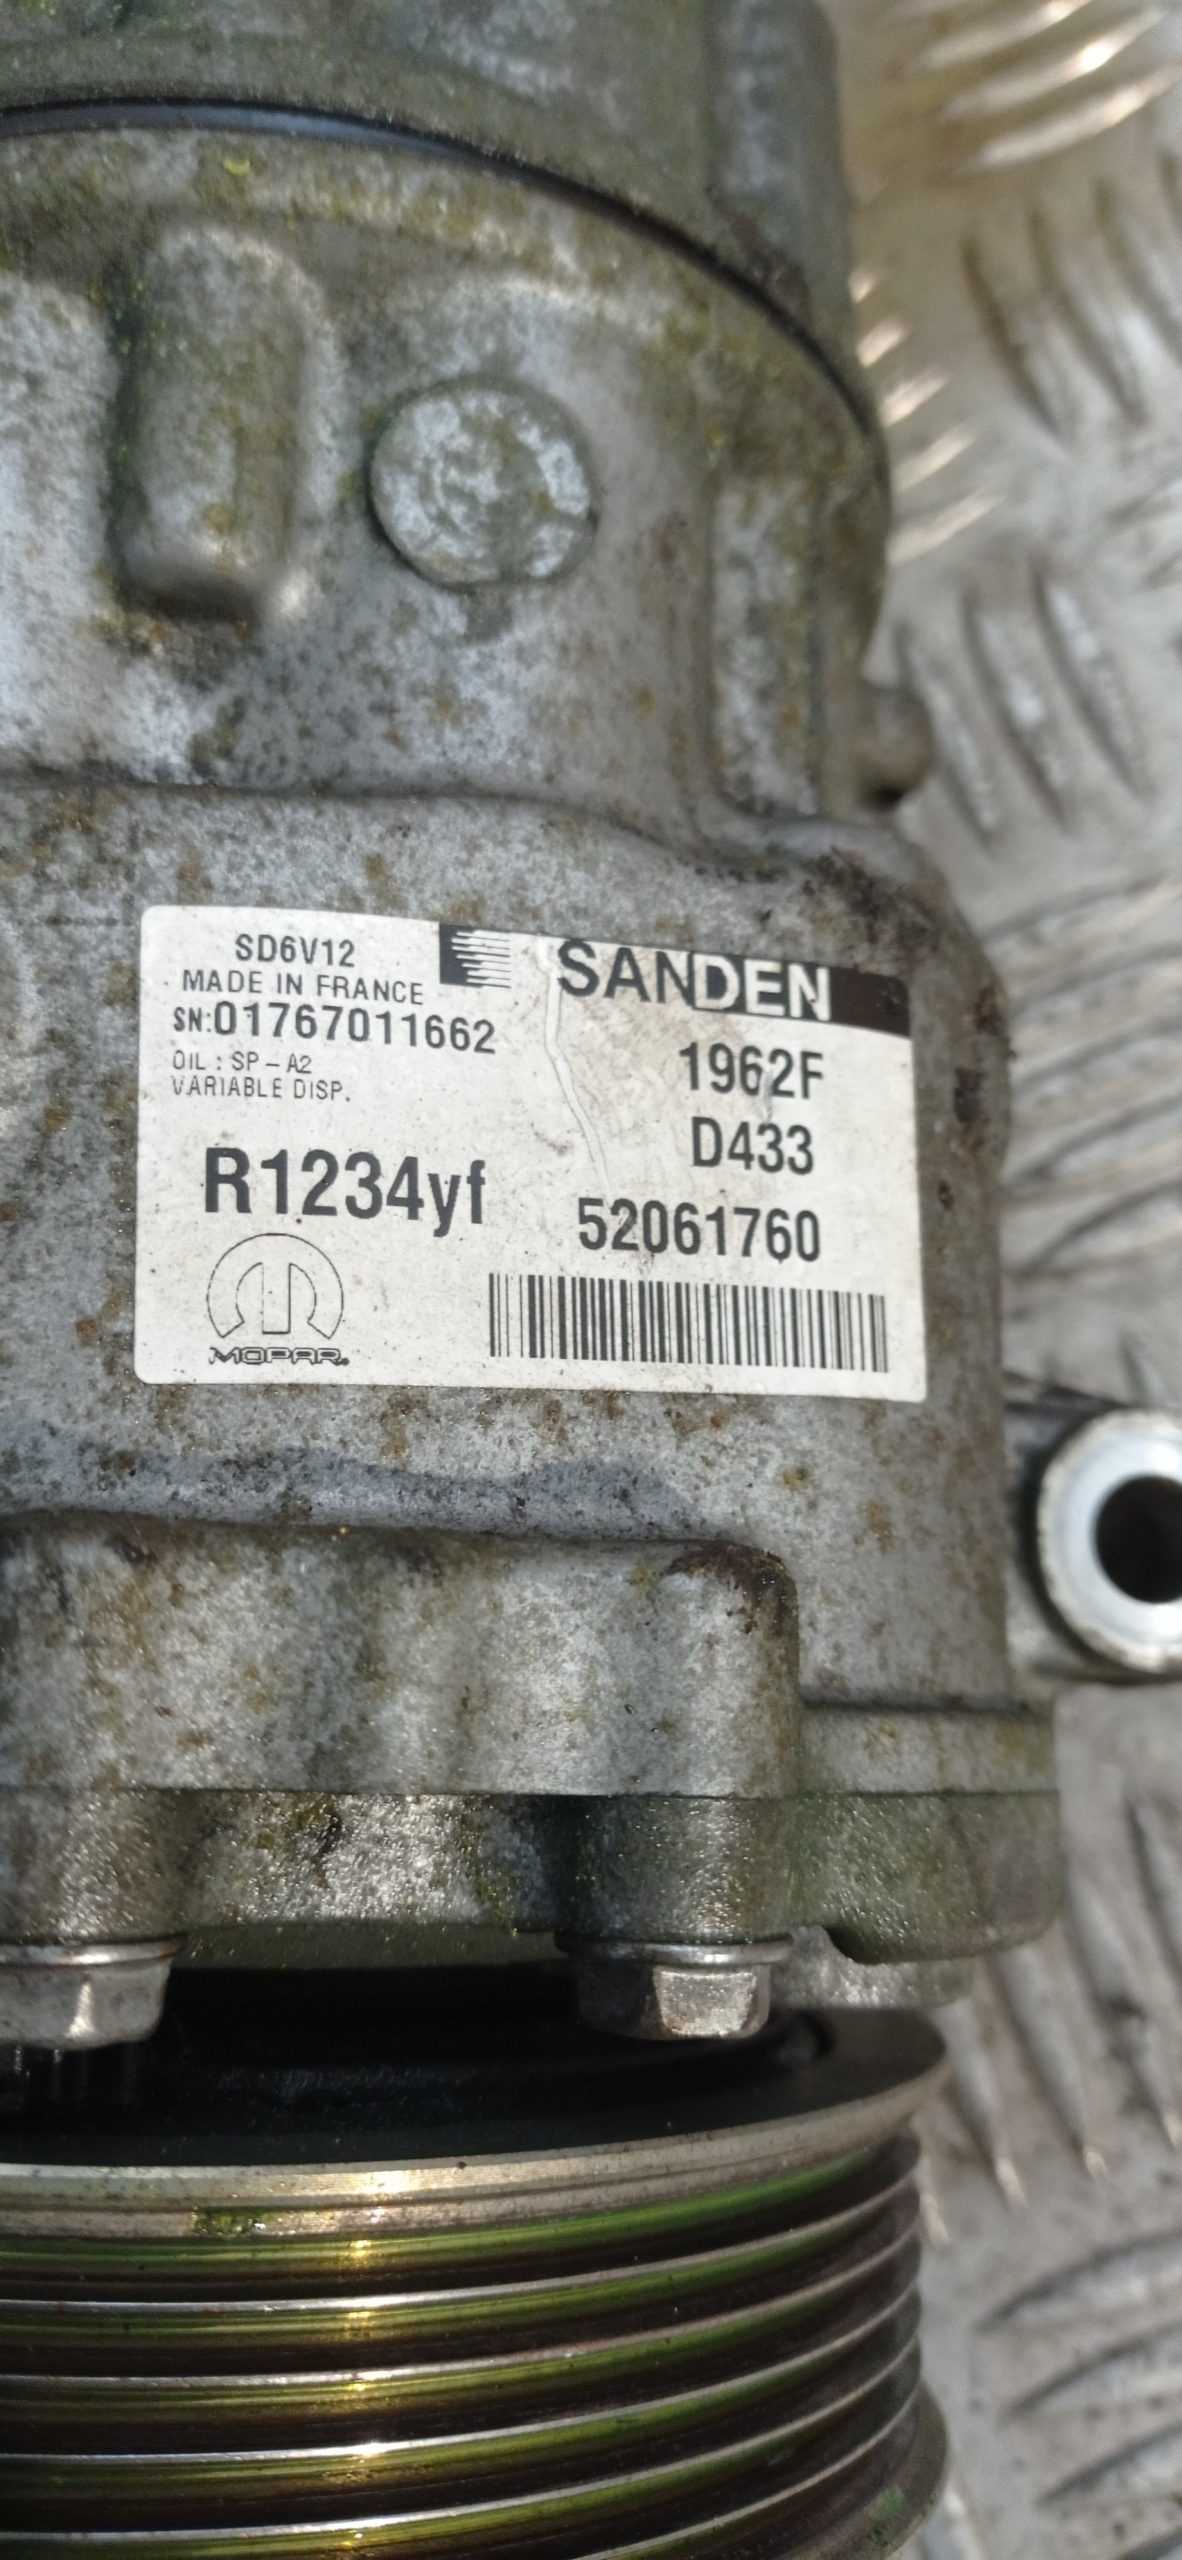 SD6V12
MADE IN FRANCE
SN:01767011662
OIL : SP-A2
VARIABLE DISP.
SANDEN
1962F
D433
R1234yf
52061760
MOPAR